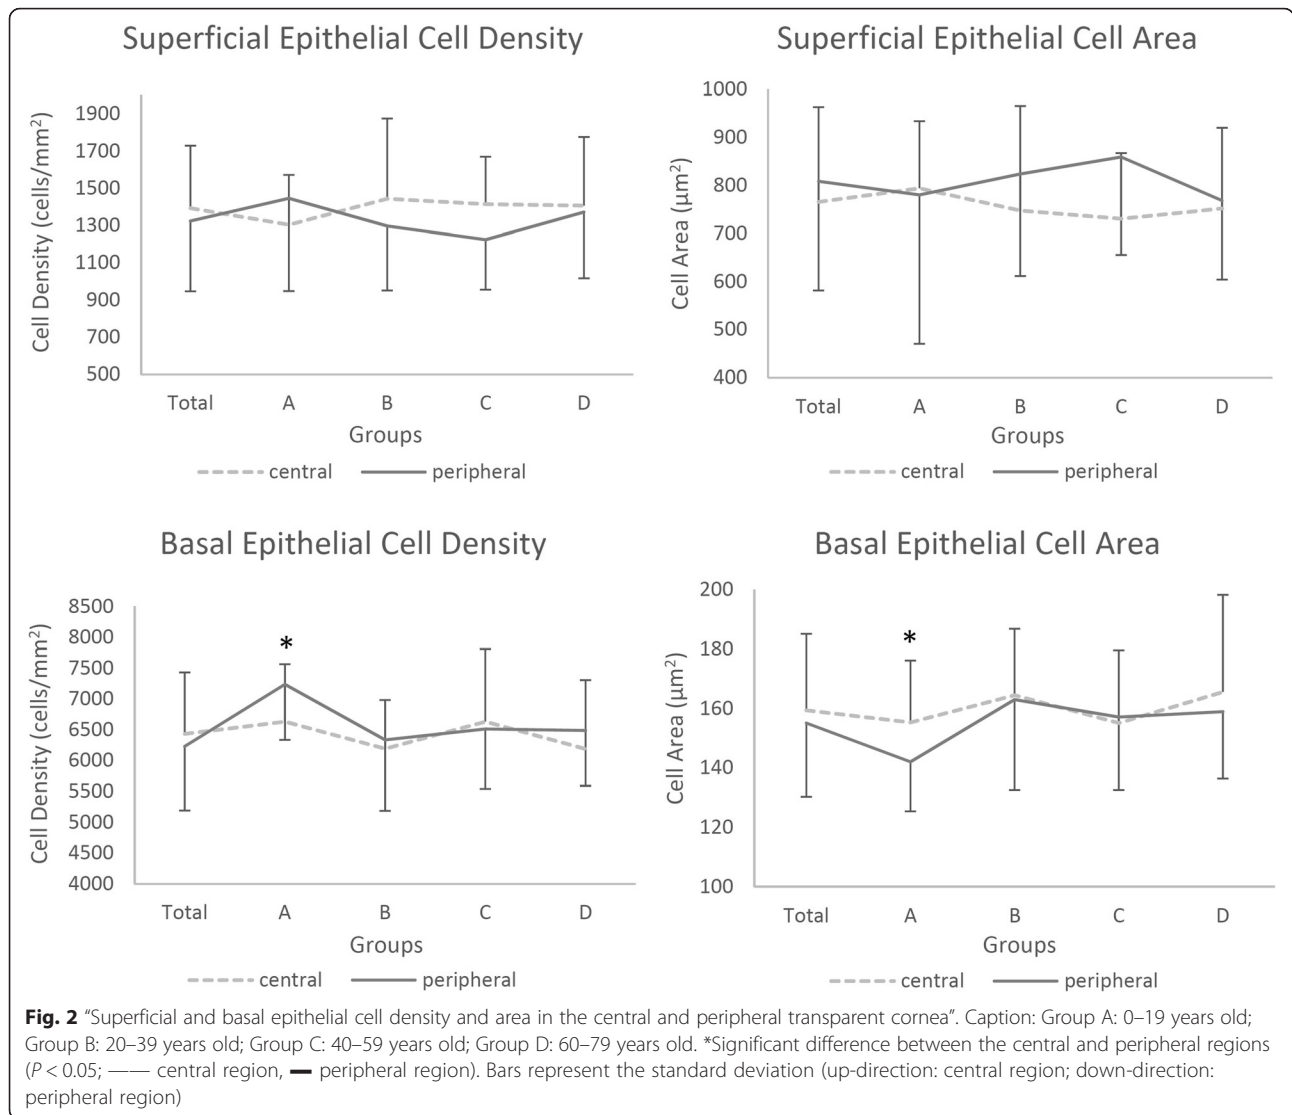 Superficial Epithelial Cell Density
Cell Density (cells/mm²)
1900
1700
1500
1300
1100
900
700
500
Total A B C D
Groups
central peripheral
Superficial Epithelial Cell Area
Cell Area (µm²)
1000
900
800
700
600
500
400
Total A B C D
Groups
central peripheral
Basal Epithelial Cell Density
Cell Density (cells/mm²)
8500
8000
7500
7000
6500
6000
5500
5000
4500
4000
*
Total A B C D
Groups
central peripheral
Basal Epithelial Cell Area
Cell Area (µm²)
200
180
160
140
120
100
*
Total A B C D
Groups
central peripheral
Fig. 2 “Superficial and basal epithelial cell density and area in the central and peripheral transparent cornea”. Caption: Group A: 0–19 years old;
Group B: 20–39 years old; Group C: 40–59 years old; Group D: 60–79 years old. *Significant difference between the central and peripheral regions
(P < 0.05; —— central region, ━ peripheral region). Bars represent the standard deviation (up-direction: central region; down-direction:
peripheral region)